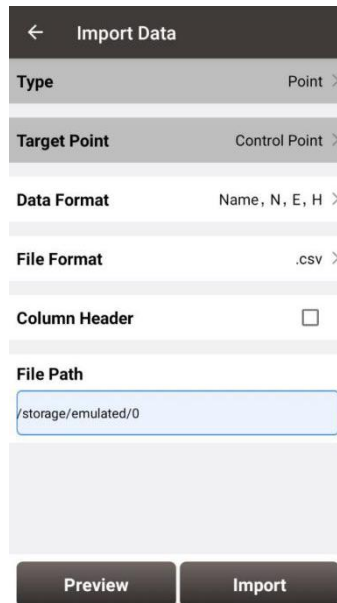 Import Data
Type Point
Target Point Control Point
Data Format Name, N, E, H
File Format .csv
Column Header
File Path
/storage/emulated/0
Preview Import